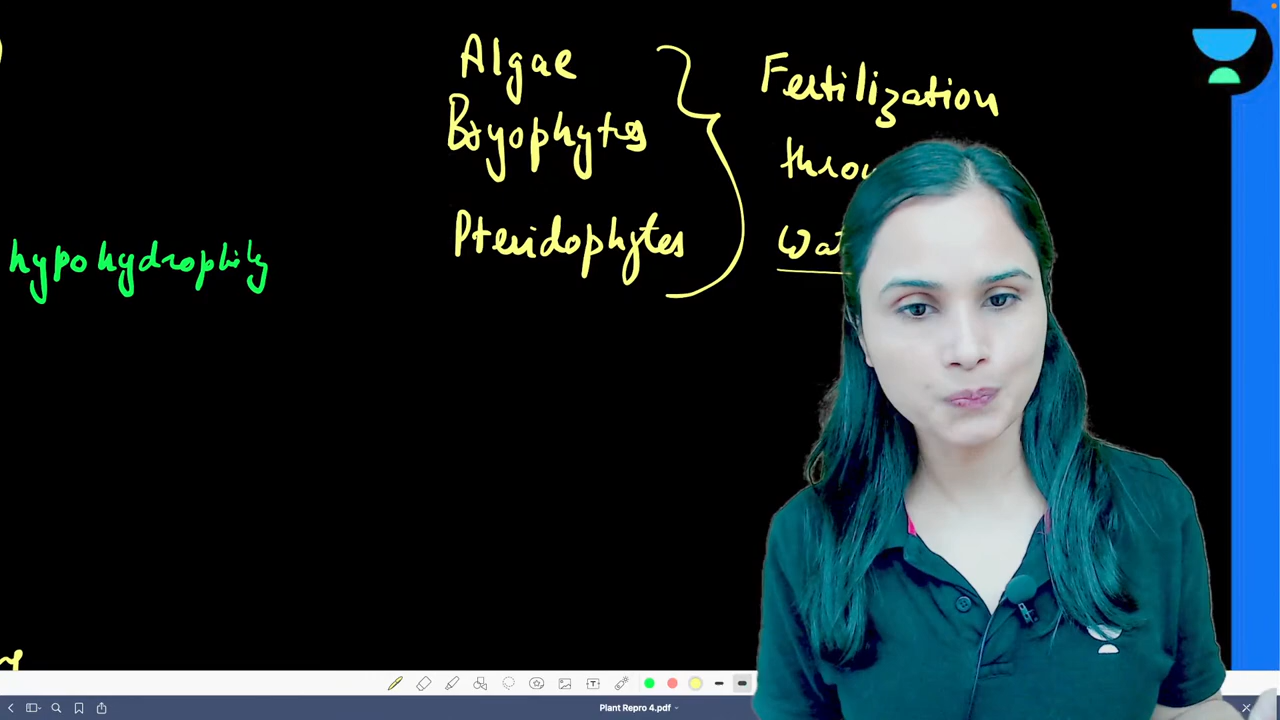 Algae
Fertilization
Bryophytes
throu
Wat
Pteridophytes
hypohydrophily
Plant Repro 4.pdf